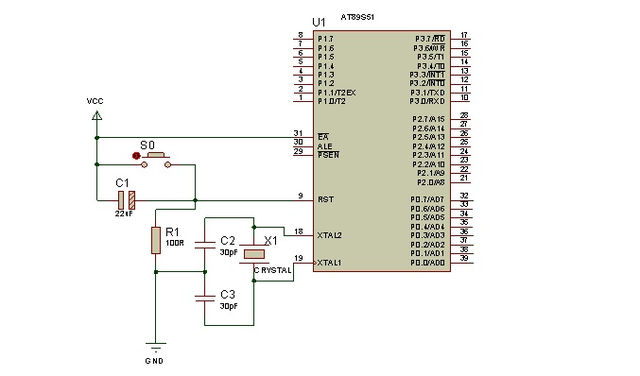 U1
AT89S51
8 P1.7 P3.7/RD 17
7 P1.6 P3.6/WR 16
6 P1.5 P3.5/T1 15
5 P1.4 P3.4/T0 14
4 P1.3 P3.3/INT1 13
3 P1.2 P3.2/INT0 12
2 P1.1/T2EX P3.1/TXD 11
1 P1.0/T2 P3.0/RXD 10
P2.7/A15 28
P2.6/A14 27
VCC
31 EA P2.5/A13 26
30 ALE P2.4/A12 25
29 PSEN P2.3/A11 24
P2.2/A10 23
P2.1/A9 22
P2.0/A8 21
S0
C1
22uF
9 RST P0.7/AD7 32
P0.6/AD6 33
P0.5/AD5 34
P0.4/AD4 35
18 XTAL2 P0.3/AD3 36
P0.2/AD2 37
P0.1/AD1 38
19 XTAL1 P0.0/AD0 39
R1
100R
C2
30pF
X1
CRYSTAL
C3
30pF
GND